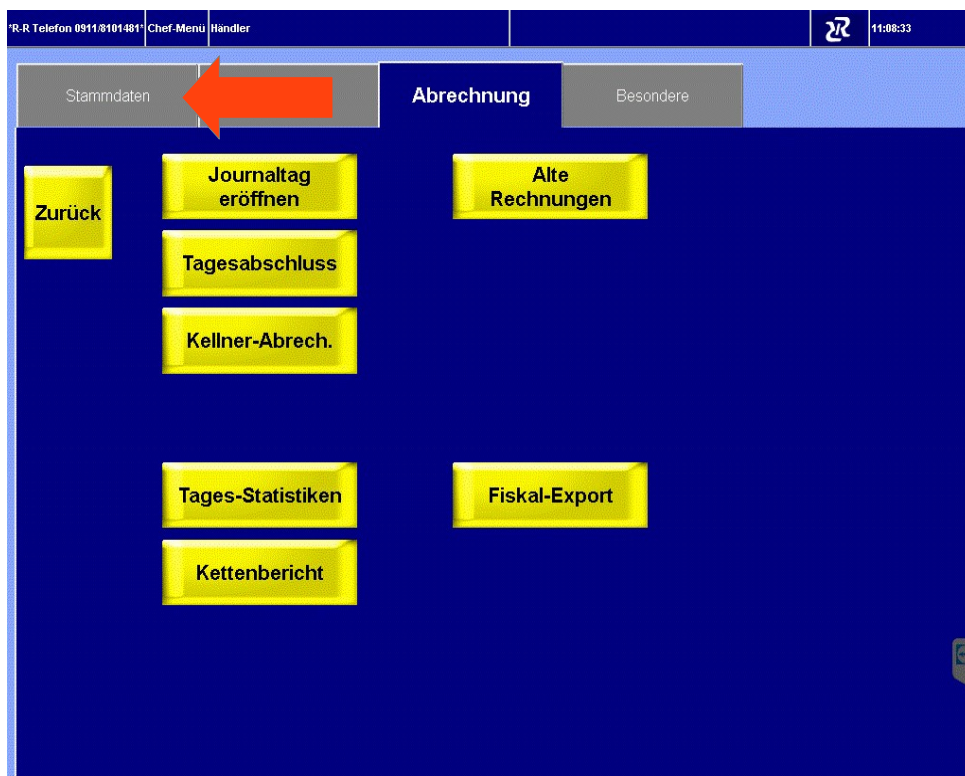 *R-R Telefon 0911/8101481* Chef-Menü Händler 11:08:33
Stammdaten Abrechnung Besondere
Zurück
Journaltag
eröffnen
Alte
Rechnungen
Tagesabschluss
Kellner-Abrech.
Tages-Statistiken
Fiskal-Export
Kettenbericht